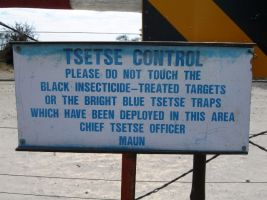 TSETSE CONTROL
PLEASE DO NOT TOUCH THE
BLACK INSECTICIDE-TREATED TARGETS
OR THE BRIGHT BLUE TSETSE TRAPS
WHICH HAVE BEEN DEPLOYED IN THIS AREA
CHIEF TSETSE OFFICER
MAUN